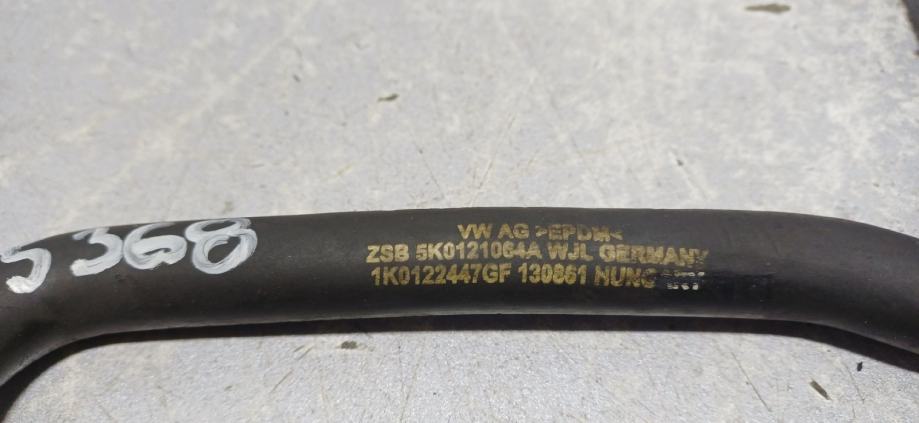 5368
VW AG >EPDM<
ZSB 5K0121064A WJL GERMANY
1K0122447GF 130861